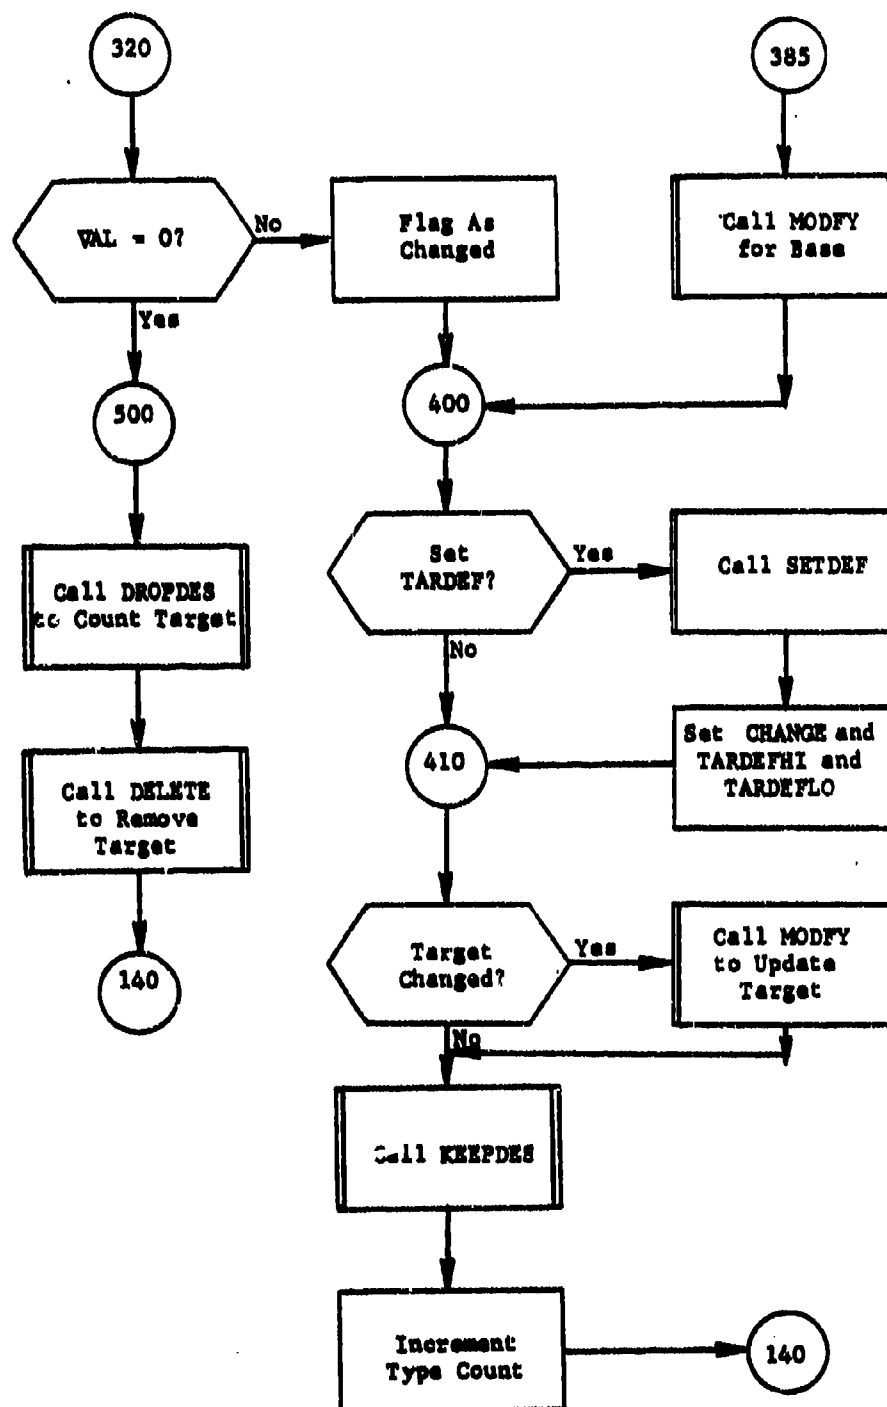 320
385
VAL = 0?
No
Flag As
Changed
Call MODFY
for Base
Yes
500
400
Call DROPDES
to Count Target
Set
TARDEF?
Yes
Call SETDEF
No
Call DELETE
to Remove
Target
410
Set CHANGE and
TARDEFHI and
TARDEFLO
140
Target
Changed?
Yes
Call MODFY
to Update
Target
No
Call KEEPDES
Increment
Type Count
140